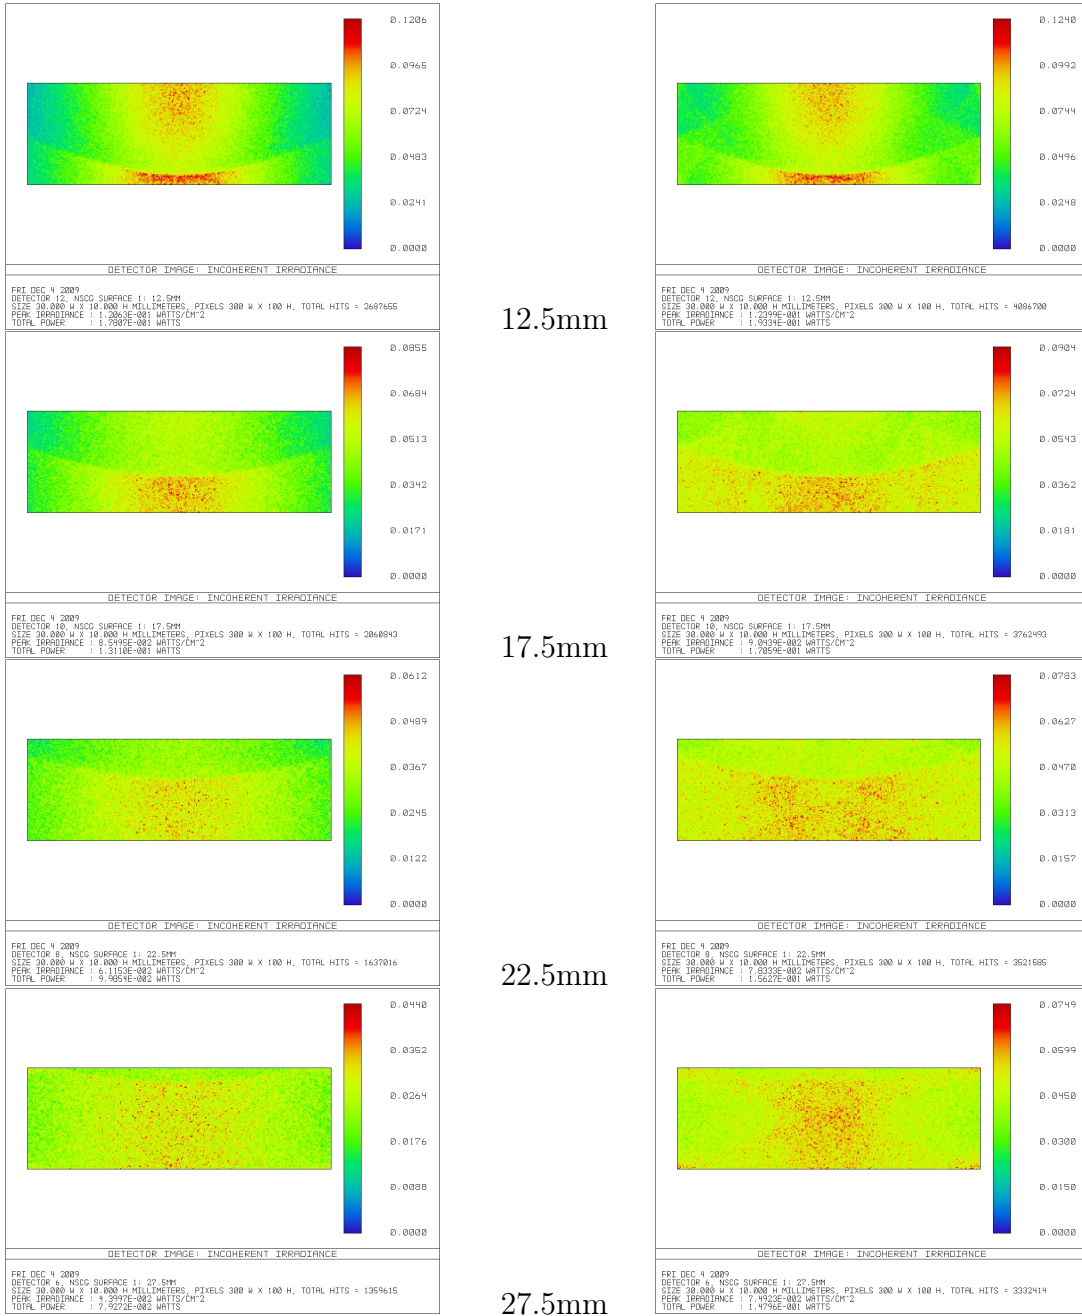 0.1206
0.0965
0.0724
0.0483
0.0241
0.0000
DETECTOR IMAGE: INCOHERENT IRRADIANCE
FRI DEC 4 2009
DETECTOR 12, NSCG SURFACE 1: 12.5MM
SIZE 30.000 W X 10.000 H MILLIMETERS, PIXELS 300 W X 100 H, TOTAL HITS = 2687655
PEAK IRRADIANCE : 1.2063E-001 WATTS/CM^2
TOTAL POWER : 1.7807E-001 WATTS
12.5mm
0.1240
0.0992
0.0744
0.0496
0.0248
0.0000
DETECTOR IMAGE: INCOHERENT IRRADIANCE
FRI DEC 4 2009
DETECTOR 12, NSCG SURFACE 1: 12.5MM
SIZE 30.000 W X 10.000 H MILLIMETERS, PIXELS 300 W X 100 H, TOTAL HITS = 4086700
PEAK IRRADIANCE : 1.2399E-001 WATTS/CM^2
TOTAL POWER : 1.9334E-001 WATTS
0.0855
0.0684
0.0513
0.0342
0.0171
0.0000
DETECTOR IMAGE: INCOHERENT IRRADIANCE
FRI DEC 4 2009
DETECTOR 10, NSCG SURFACE 1: 17.5MM
SIZE 30.000 W X 10.000 H MILLIMETERS, PIXELS 300 W X 100 H, TOTAL HITS = 2060843
PEAK IRRADIANCE : 8.5495E-002 WATTS/CM^2
TOTAL POWER : 1.3110E-001 WATTS
17.5mm
0.0904
0.0724
0.0543
0.0362
0.0181
0.0000
DETECTOR IMAGE: INCOHERENT IRRADIANCE
FRI DEC 4 2009
DETECTOR 10, NSCG SURFACE 1: 17.5MM
SIZE 30.000 W X 10.000 H MILLIMETERS, PIXELS 300 W X 100 H, TOTAL HITS = 3762493
PEAK IRRADIANCE : 9.0439E-002 WATTS/CM^2
TOTAL POWER : 1.7059E-001 WATTS
0.0612
0.0489
0.0367
0.0245
0.0122
0.0000
DETECTOR IMAGE: INCOHERENT IRRADIANCE
FRI DEC 4 2009
DETECTOR 8, NSCG SURFACE 1: 22.5MM
SIZE 30.000 W X 10.000 H MILLIMETERS, PIXELS 300 W X 100 H, TOTAL HITS = 1637016
PEAK IRRADIANCE : 6.1153E-002 WATTS/CM^2
TOTAL POWER : 9.9854E-002 WATTS
22.5mm
0.0783
0.0627
0.0470
0.0313
0.0157
0.0000
DETECTOR IMAGE: INCOHERENT IRRADIANCE
FRI DEC 4 2009
DETECTOR 8, NSCG SURFACE 1: 22.5MM
SIZE 30.000 W X 10.000 H MILLIMETERS, PIXELS 300 W X 100 H, TOTAL HITS = 3521585
PEAK IRRADIANCE : 7.8333E-002 WATTS/CM^2
TOTAL POWER : 1.5627E-001 WATTS
0.0440
0.0352
0.0264
0.0176
0.0088
0.0000
DETECTOR IMAGE: INCOHERENT IRRADIANCE
FRI DEC 4 2009
DETECTOR 6, NSCG SURFACE 1: 27.5MM
SIZE 30.000 W X 10.000 H MILLIMETERS, PIXELS 300 W X 100 H, TOTAL HITS = 1359615
PEAK IRRADIANCE : 4.3997E-002 WATTS/CM^2
TOTAL POWER : 7.9272E-002 WATTS
27.5mm
0.0749
0.0599
0.0450
0.0300
0.0150
0.0000
DETECTOR IMAGE: INCOHERENT IRRADIANCE
FRI DEC 4 2009
DETECTOR 6, NSCG SURFACE 1: 27.5MM
SIZE 30.000 W X 10.000 H MILLIMETERS, PIXELS 300 W X 100 H, TOTAL HITS = 3332414
PEAK IRRADIANCE : 7.4923E-002 WATTS/CM^2
TOTAL POWER : 1.4796E-001 WATTS